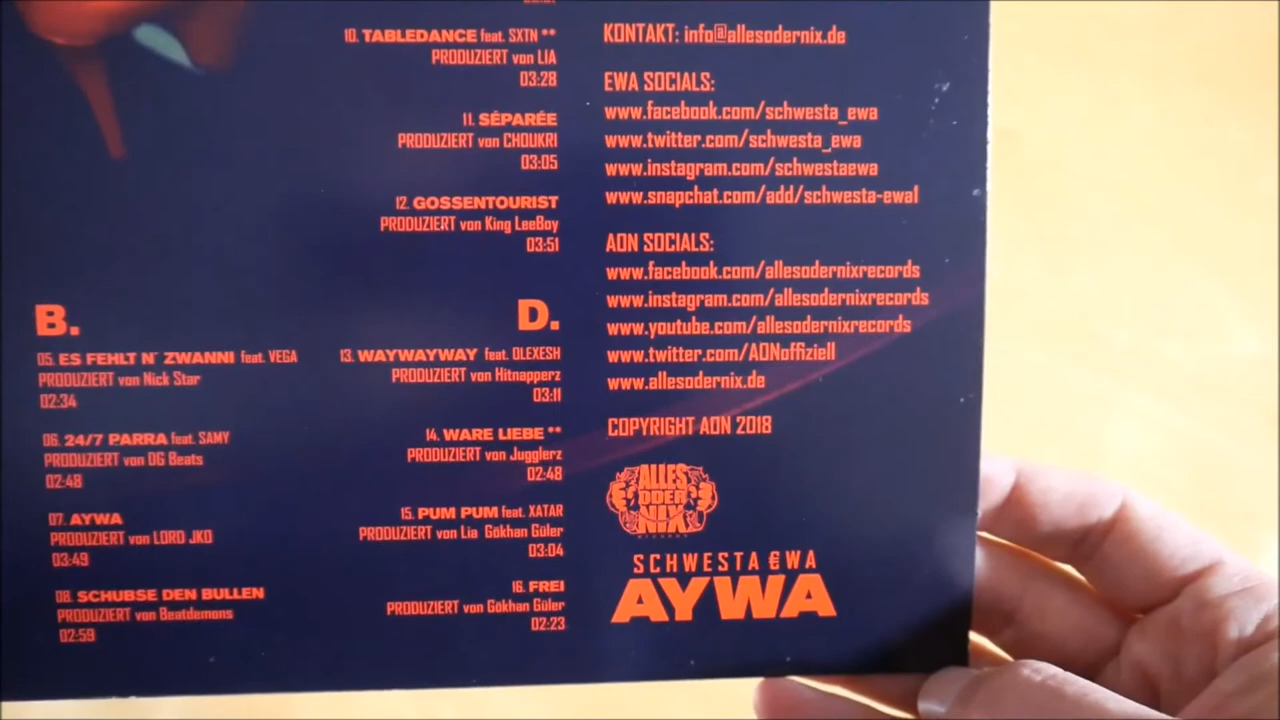 10. TABLEDANCE feat. SXTN **
PRODUZIERT von LIA
03:28
11. SÉPARÉE
PRODUZIERT von CHOUKRI
03:05
12. GOSSENTOURIST
PRODUZIERT von King LeeBoy
03:51
B.
05. ES FEHLT N´ ZWANNI feat. VEGA
PRODUZIERT von Nick Star
02:34
06. 24/7 PARRA feat. SAMY
PRODUZIERT von DG Beats
02:48
07. AYWA
PRODUZIERT von LORD JKO
03:49
08. SCHUBSE DEN BULLEN
PRODUZIERT von Beatdemons
02:59
D.
13. WAYWAYWAY feat. OLEXESH
PRODUZIERT von Hitnapperz
03:11
14. WARE LIEBE **
PRODUZIERT von Jugglerz
02:48
15. PUM PUM feat. XATAR
PRODUZIERT von Lia Gökhan Güler
03:04
16. FREI
PRODUZIERT von Gökhan Güler
02:23
KONTAKT: info@allesodernix.de
EWA SOCIALS:
www.facebook.com/schwesta_ewa
www.twitter.com/schwesta_ewa
www.instagram.com/schwestaewa
www.snapchat.com/add/schwesta-ewa1
AON SOCIALS:
www.facebook.com/allesodernixrecords
www.instagram.com/allesodernixrecords
www.youtube.com/allesodernixrecords
www.twitter.com/AONoffiziell
www.allesodernix.de
COPYRIGHT AON 2018
ALLES
ODER
NIX
RECORDS
SCHWESTA €WA
AYWA